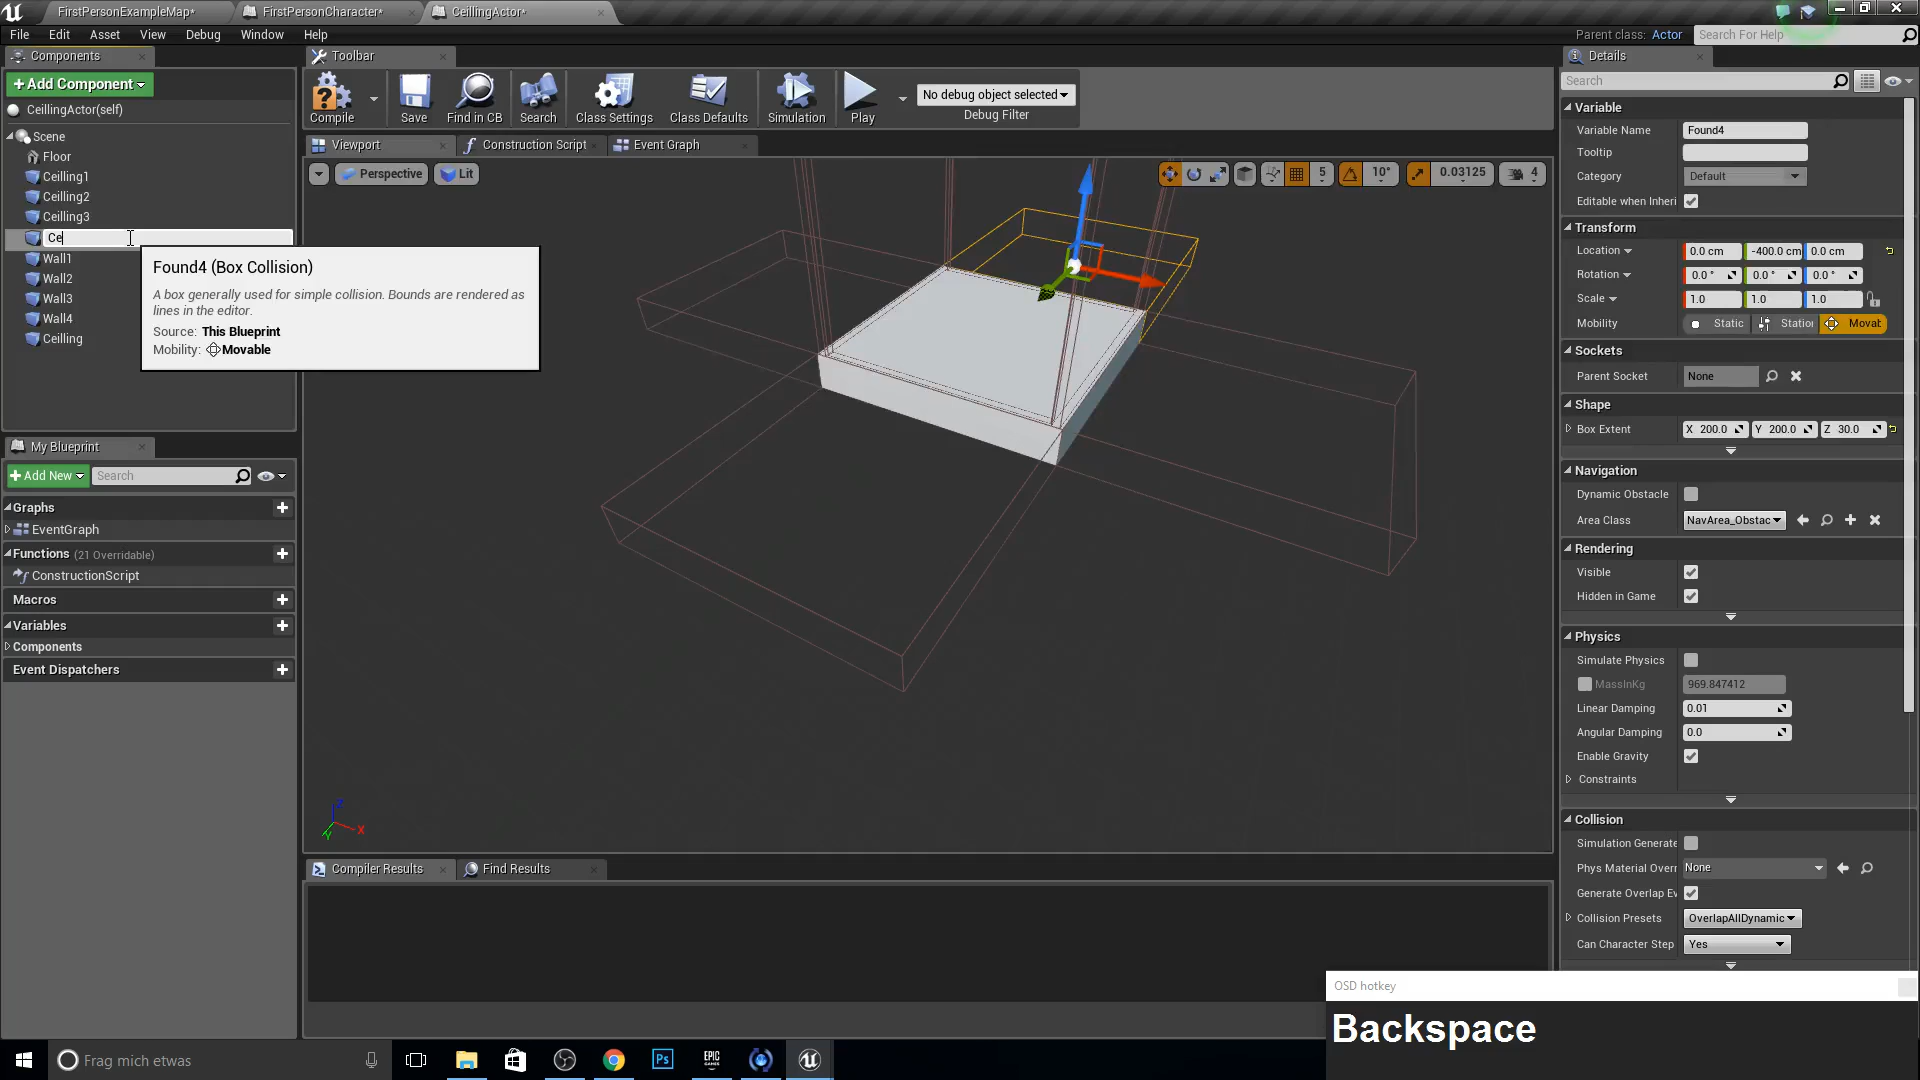 FirstPersonExampleMap*
FirstPersonCharacter*
CeillingActor*
File Edit Asset View Debug Window Help
Parent class: Actor
Search For Help
Components
Toolbar
Details
Add Component
CeillingActor(self)
Scene
Floor
Ceilling1
Ceilling2
Ceilling3
Ce
Wall1
Wall2
Wall3
Wall4
Ceilling
Found4 (Box Collision)
A box generally used for simple collision. Bounds are rendered as
lines in the editor.
Source: This Blueprint
Mobility: Movable
Compile
Save
Find in CB
Search
Class Settings
Class Defaults
Simulation
Play
No debug object selected
Debug Filter
Viewport
Construction Script
Event Graph
Perspective
Lit
5
10°
0.03125
4
My Blueprint
Add New
Search
Graphs
EventGraph
Functions (21 Overridable)
ConstructionScript
Macros
Variables
Components
Event Dispatchers
Z
X
Y
Compiler Results
Find Results
Search
Variable
Variable Name Found4
Tooltip
Category Default
Editable when Inheri
Transform
Location 0.0 cm -400.0 cm 0.0 cm
Rotation 0.0 ° 0.0 ° 0.0 °
Scale 1.0 1.0 1.0
Mobility Static Station Movab
Sockets
Parent Socket None
Shape
Box Extent X 200.0 Y 200.0 Z 30.0
Navigation
Dynamic Obstacle
Area Class NavArea_Obstac
Rendering
Visible
Hidden in Game
Physics
Simulate Physics
MassInKg 969.847412
Linear Damping 0.01
Angular Damping 0.0
Enable Gravity
Constraints
Collision
Simulation Generate
Phys Material Overr None
Generate Overlap Ev
Collision Presets OverlapAllDynamic
Can Character Step Yes
OSD hotkey
Backspace
Frag mich etwas
Ps
EPIC
GAMES